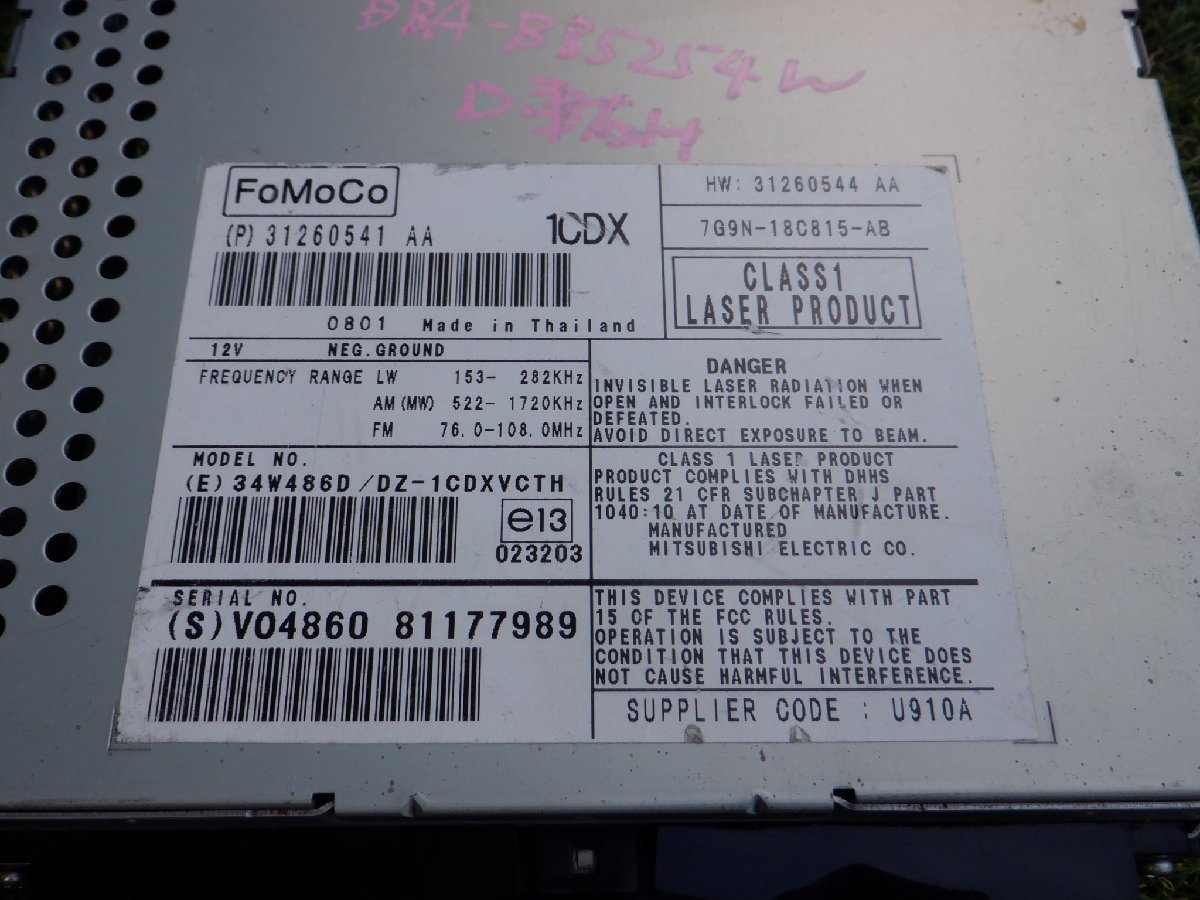 DBA-BB5254W
FoMoCo
(P) 31260541 AA
1CDX
0801 Made in Thailand
HW: 31260544 AA
7G9N-18C815-AB
CLASS1
LASER PRODUCT
12V NEG.GROUND
FREQUENCY RANGE LW 153- 282KHz
AM(MW) 522- 1720KHz
FM 76.0-108.0MHz
DANGER
INVISIBLE LASER RADIATION WHEN
OPEN AND INTERLOCK FAILED OR
DEFEATED.
AVOID DIRECT EXPOSURE TO BEAM.
MODEL NO.
(E) 34W486D/DZ-1CDXVCTH
e13
023203
CLASS 1 LASER PRODUCT
PRODUCT COMPLIES WITH DHHS
RULES 21 CFR SUBCHAPTER J PART
1040:10 AT DATE OF MANUFACTURE.
MANUFACTURED
MITSUBISHI ELECTRIC CO.
SERIAL NO.
(S) VO4860 81177989
THIS DEVICE COMPLIES WITH PART
15 OF THE FCC RULES.
OPERATION IS SUBJECT TO THE
CONDITION THAT THIS DEVICE DOES
NOT CAUSE HARMFUL INTERFERENCE.
SUPPLIER CODE : U910A